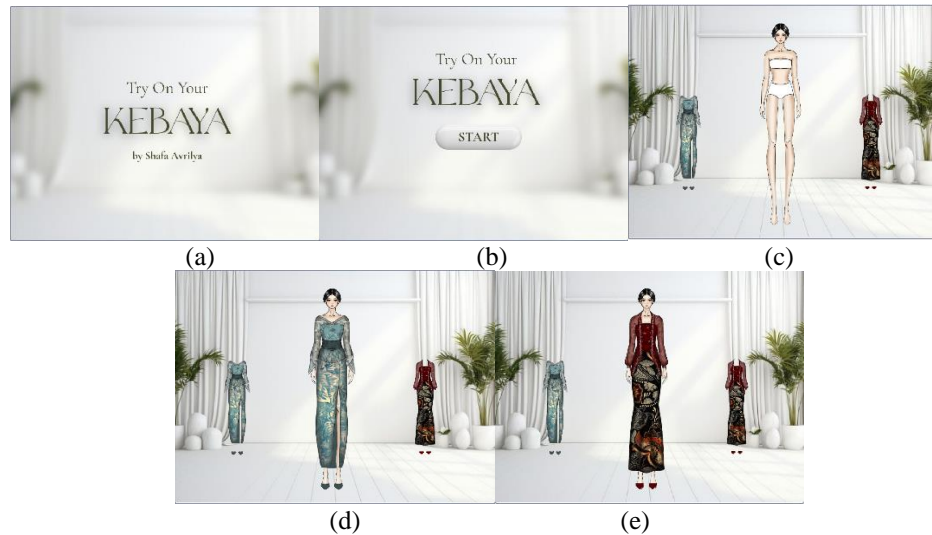 Try On Your
KEBAYA
by Shafa Avrilya
(a)
Try On Your
KEBAYA
START
(b)
(c)
(d)
(e)